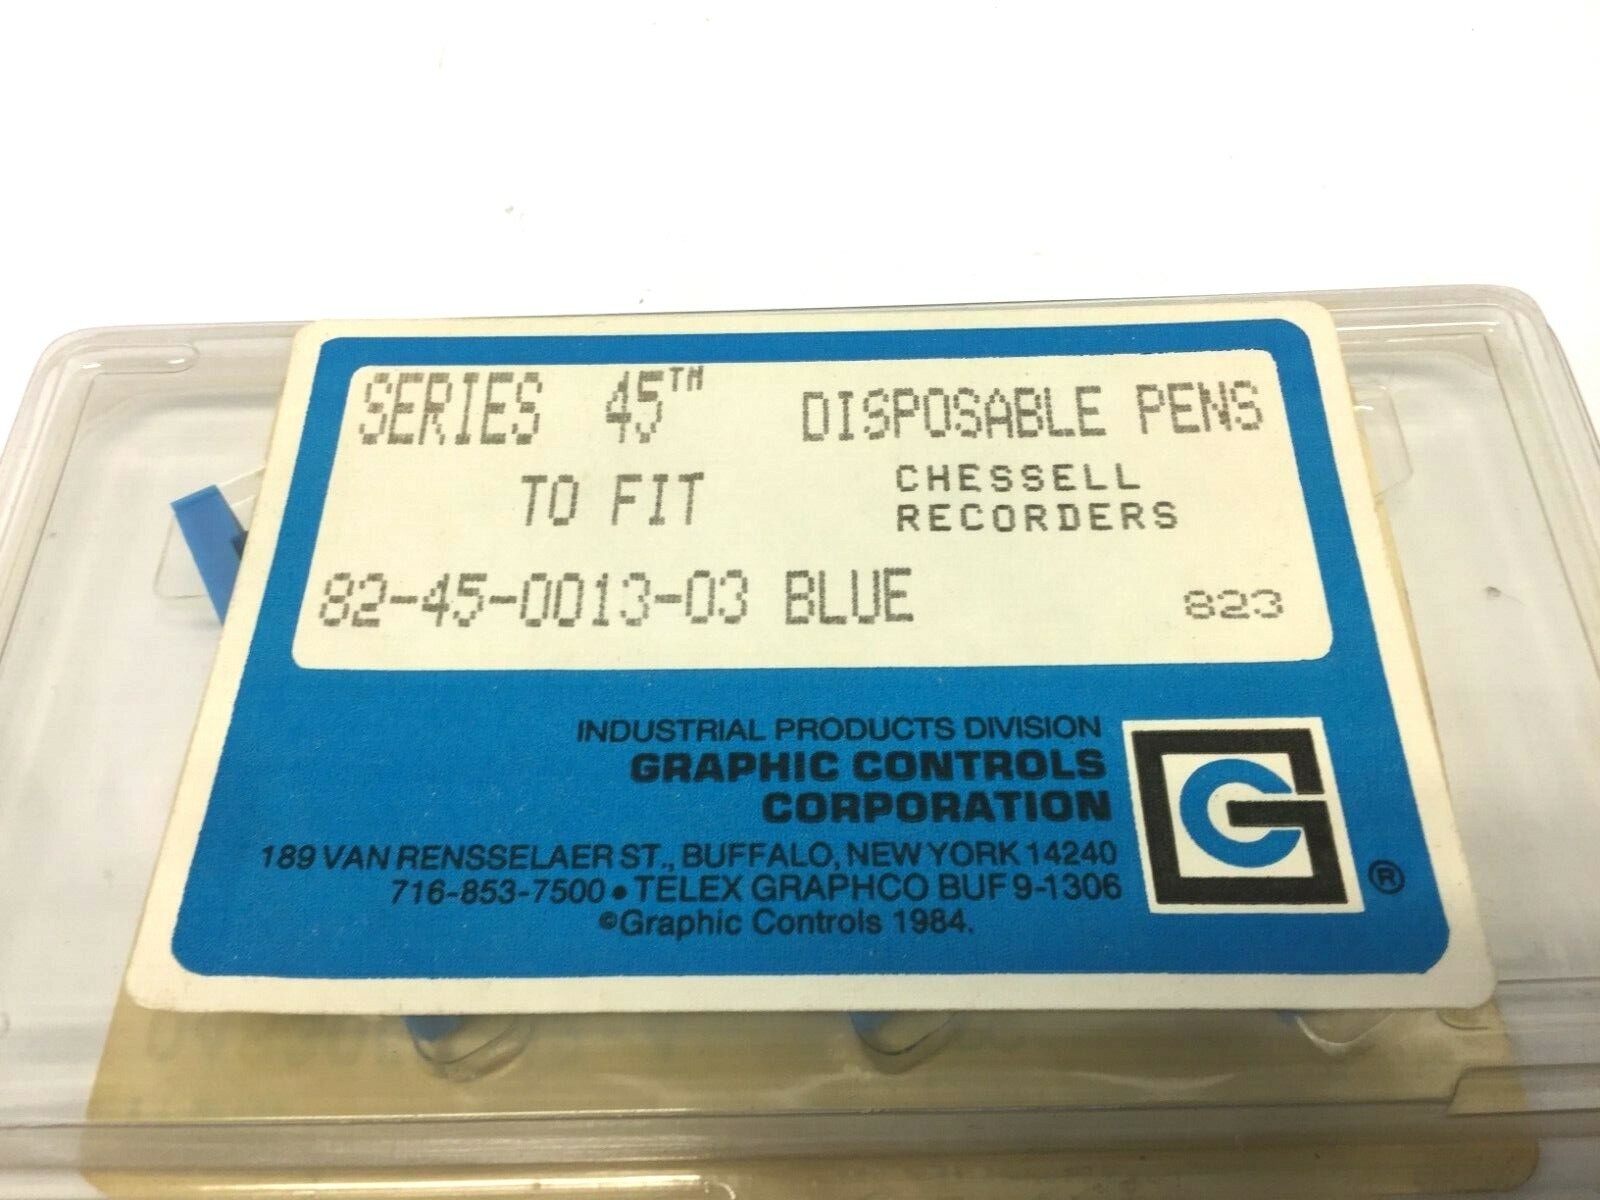 SERIES 45TM DISPOSABLE PENS
TO FIT CHESSELL
RECORDERS
82-45-0013-03 BLUE 823
INDUSTRIAL PRODUCTS DIVISION
GRAPHIC CONTROLS
CORPORATION
189 VAN RENSSELAER ST., BUFFALO, NEW YORK 14240
716-853-7500 • TELEX GRAPHCO BUF 9-1306
©Graphic Controls 1984.
GC ®